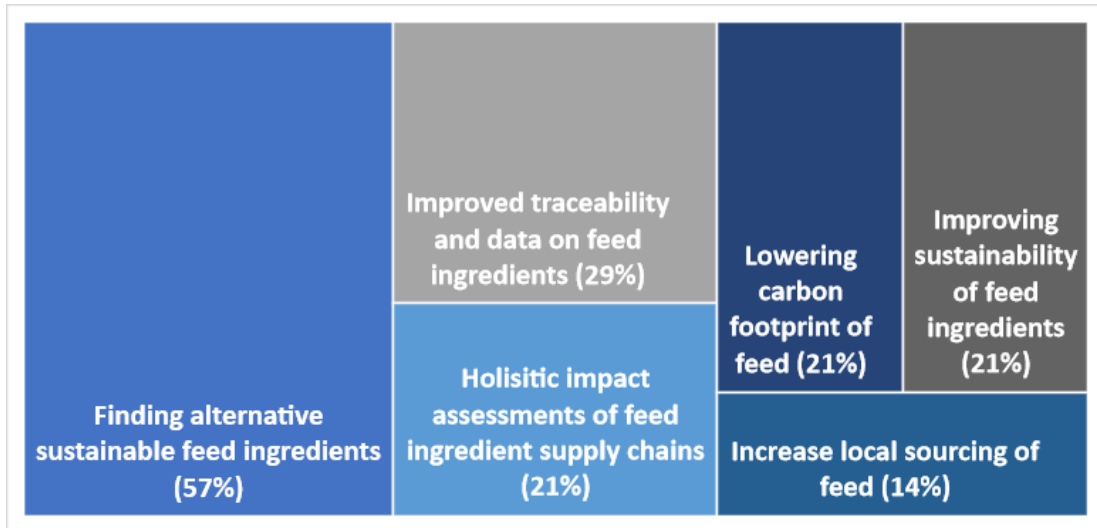 Finding alternative
sustainable feed ingredients
(57%)
Improved traceability
and data on feed
ingredients (29%)
Holisitic impact
assessments of feed
ingredient supply chains
(21%)
Lowering
carbon
footprint of
feed (21%)
Improving
sustainability
of feed
ingredients
(21%)
Increase local sourcing of
feed (14%)